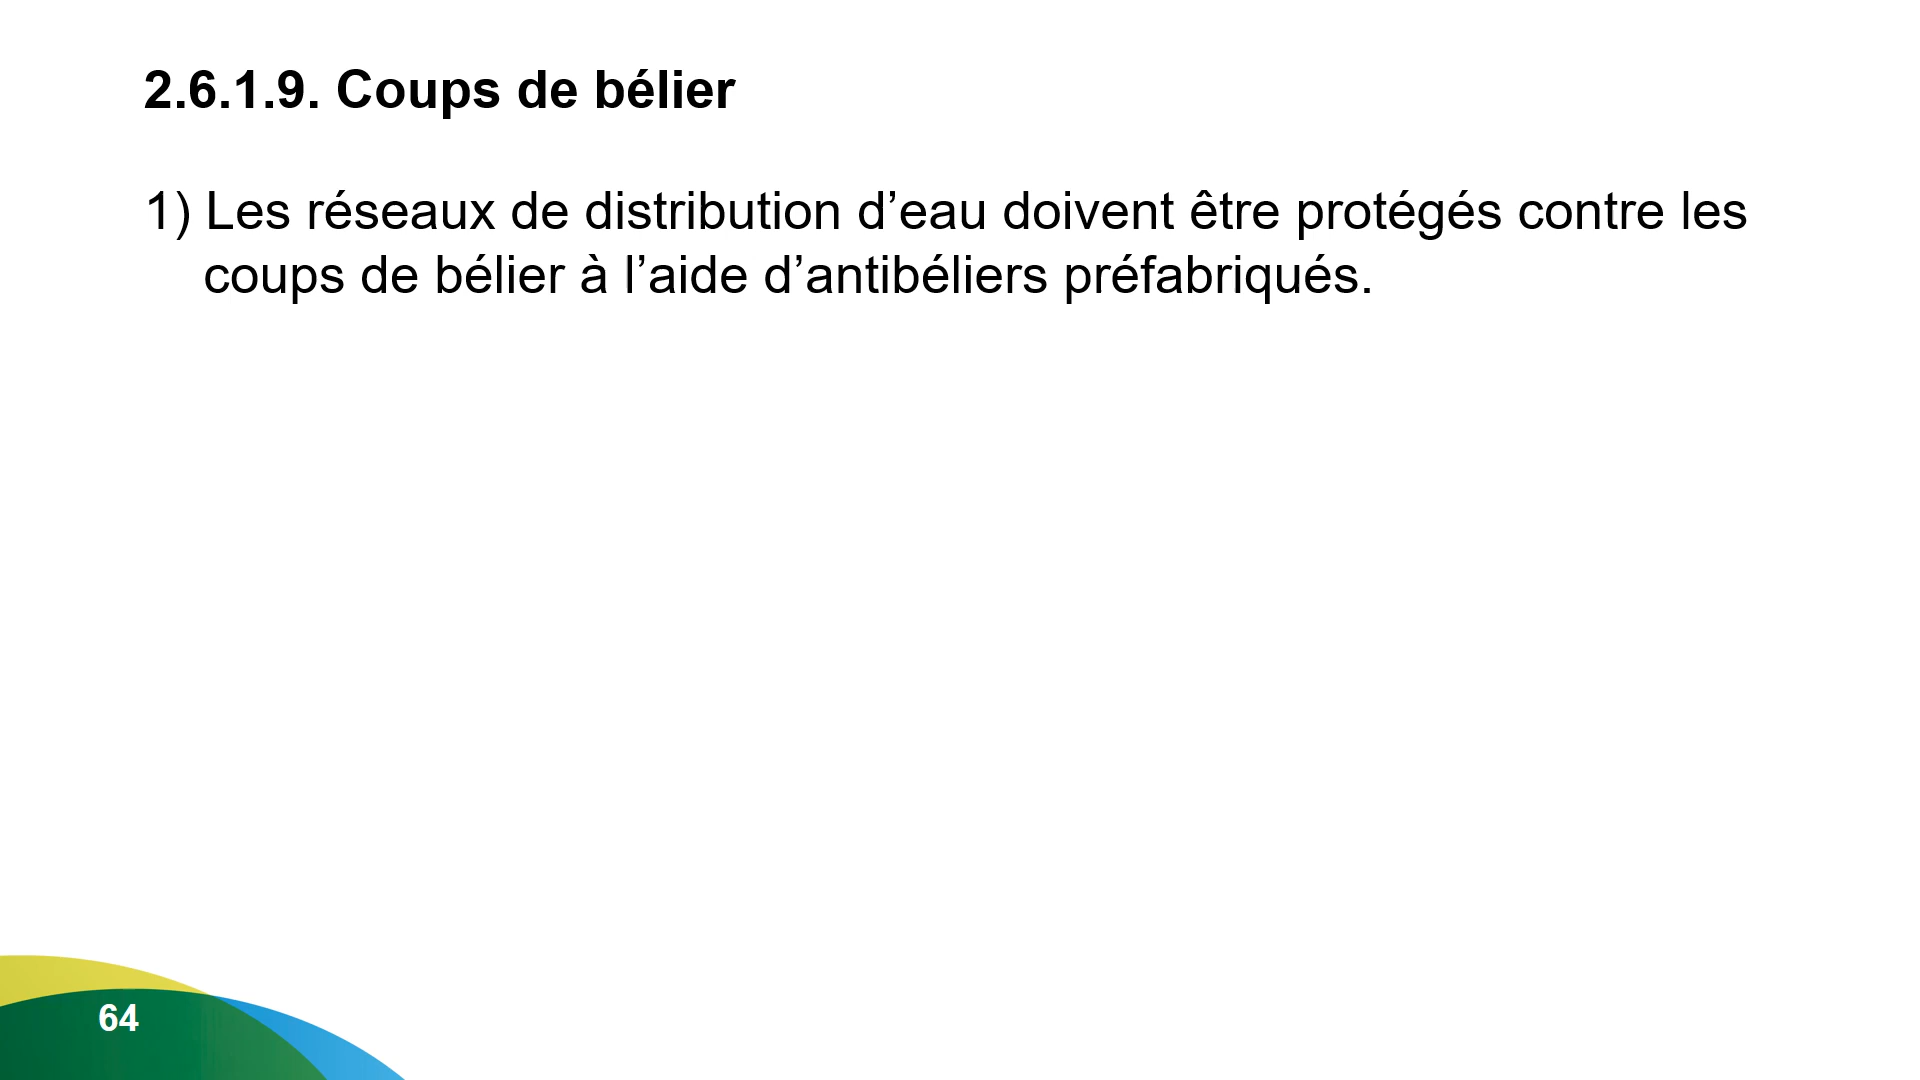 2.6.1.9. Coups de bélier
1) Les réseaux de distribution d’eau doivent être protégés contre les
coups de bélier à l’aide d’antibéliers préfabriqués.
64